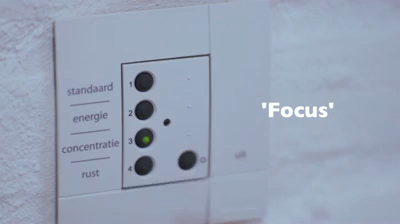 standaard
1
energie
2
'Focus'
concentratie
3
rust
4